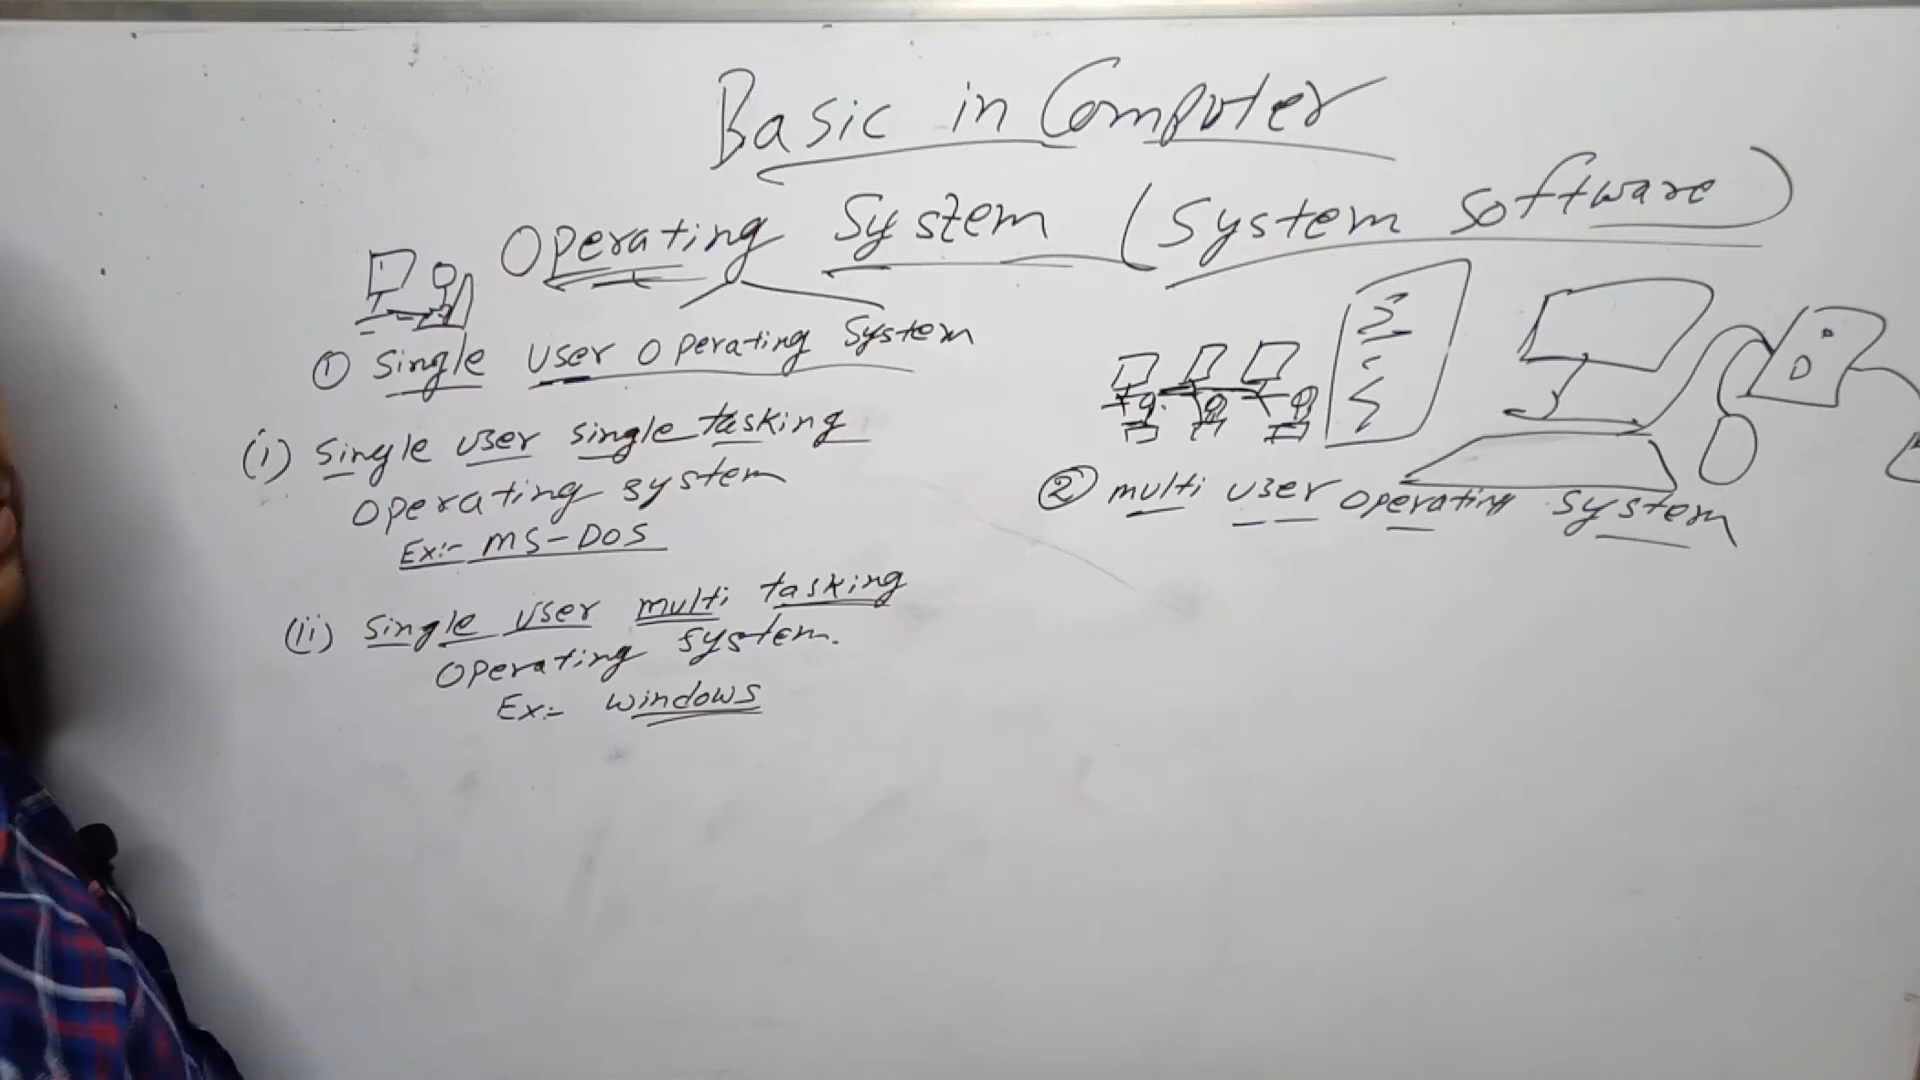 Basic in Computer
Operating System (System Software)
① Single user operating System
(i) Single user single tasking
operating system
Ex:- MS-DOS
(ii) Single user multi tasking
operating system.
Ex:- windows
② multi user operating system